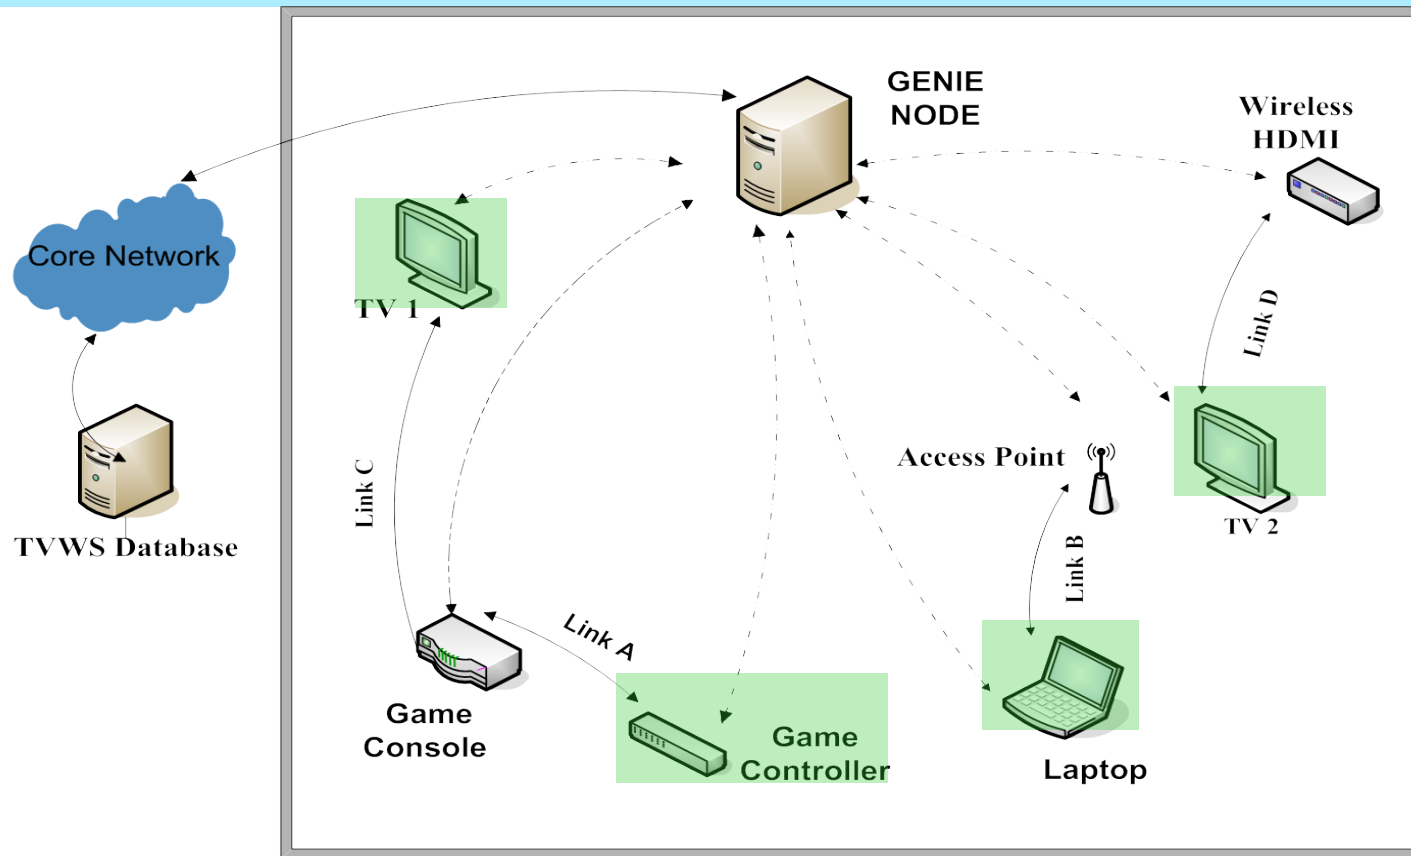 GENIE
NODE
Wireless
HDMI
Core Network
TV 1
Link D
Link C
Access Point
TV 2
TVWS Database
Link B
Link A
Game
Console
Game
Controller
Laptop